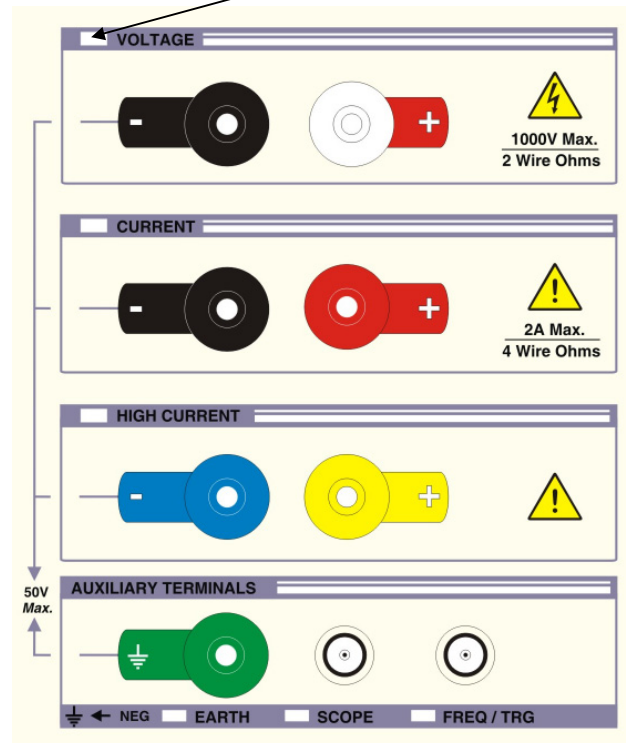 VOLTAGE
- +
1000V Max.
2 Wire Ohms
CURRENT
- +
2A Max.
4 Wire Ohms
HIGH CURRENT
- +
50V
Max.
AUXILIARY TERMINALS
NEG EARTH SCOPE FREQ / TRG